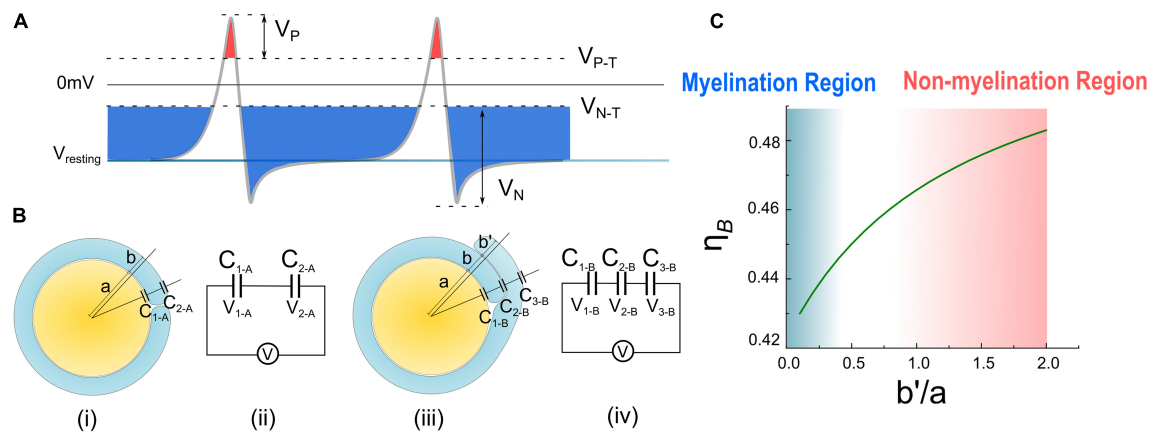 A
V_P
V_P-T
0mV
V_N-T
V_resting
V_N
B
b
a
C_1-A
C_2-A
(i)
C_1-A
C_2-A
V_1-A
V_2-A
V
(ii)
b'
b
a
C_3-B
C_2-B
C_1-B
(iii)
C_1-B
C_2-B
C_3-B
V_1-B
V_2-B
V_3-B
V
(iv)
C
Myelination Region
Non-myelination Region
0.48
0.46
0.44
0.42
η_B
0.0
0.5
1.0
1.5
2.0
b'/a